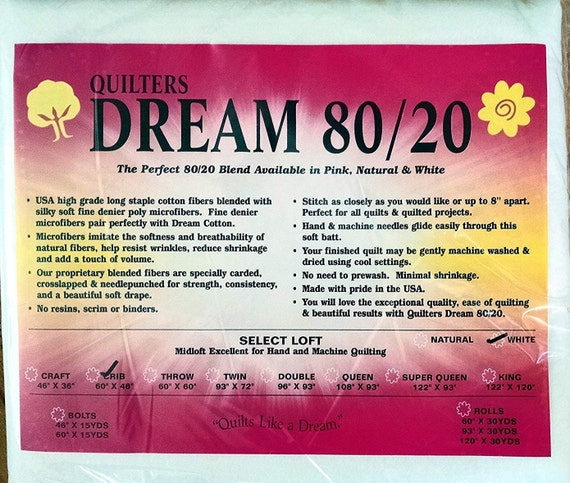 QUILTERS
DREAM 80/20
The Perfect 80/20 Blend Available in Pink, Natural & White
• USA high grade long staple cotton fibers blended with
silky soft fine denier poly microfibers. Fine denier
microfibers pair perfectly with Dream Cotton.
• Microfibers imitate the softness and breathability of
natural fibers, help resist wrinkles, reduce shrinkage
and add a touch of volume.
• Our proprietary blended fibers are specially carded,
crosslapped & needlepunched for strength, consistency,
and a beautiful soft drape.
• No resins, scrim or binders.
• Stitch as closely as you would like or up to 8" apart.
Perfect for all quilts & quilted projects.
• Hand & machine needles glide easily through this
soft batt.
• Your finished quilt may be gently machine washed &
dried using cool settings.
• No need to prewash. Minimal shrinkage.
• Made with pride in the USA.
• You will love the exceptional quality, ease of quilting
& beautiful results with Quilters Dream 80/20.
SELECT LOFT
Midloft Excellent for Hand and Machine Quilting
NATURAL WHITE
CRAFT
46" X 36"
CRIB
60" X 46"
THROW
60" X 60"
TWIN
93" X 72"
DOUBLE
96" X 93"
QUEEN
108" X 93"
SUPER QUEEN
122" X 93"
KING
122" X 120"
BOLTS
46" X 15YDS
60" X 15YDS
"Quilts Like a Dream."
ROLLS
60" X 30YDS
93" X 30YDS
120" X 30YDS